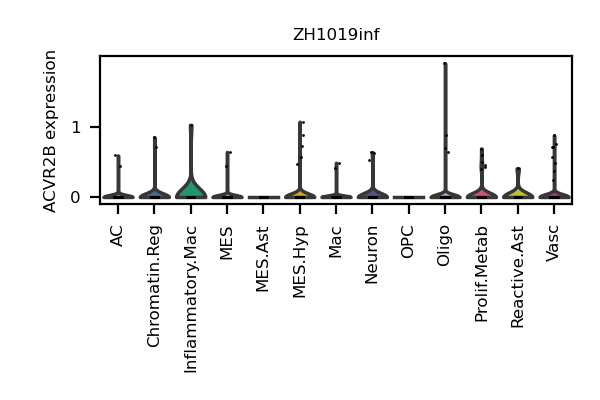 ZH1019inf
ACVR2B expression
1
0
AC
Chromatin.Reg
Inflammatory.Mac
MES
MES.Ast
MES.Hyp
Mac
Neuron
OPC
Oligo
Prolif.Metab
Reactive.Ast
Vasc